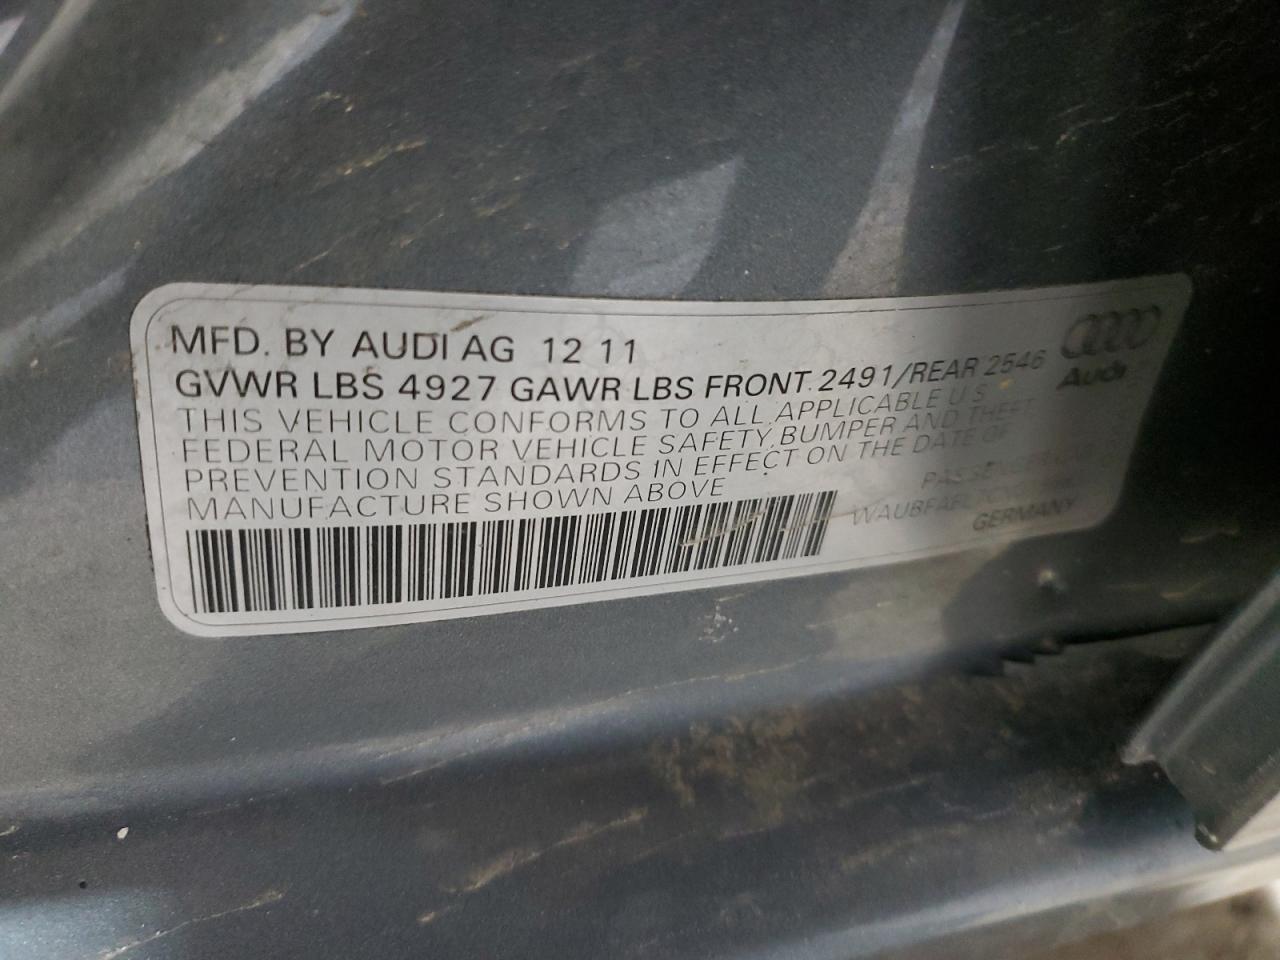 MFD. BY AUDI AG 12 11
GVWR LBS 4927 GAWR LBS FRONT 2491/REAR 2546
THIS VEHICLE CONFORMS TO ALL APPLICABLE U.S
FEDERAL MOTOR VEHICLE SAFETY, BUMPER AND THEFT
PREVENTION STANDARDS IN EFFECT ON THE DATE OF
MANUFACTURE SHOWN ABOVE
Audi
GERMANY